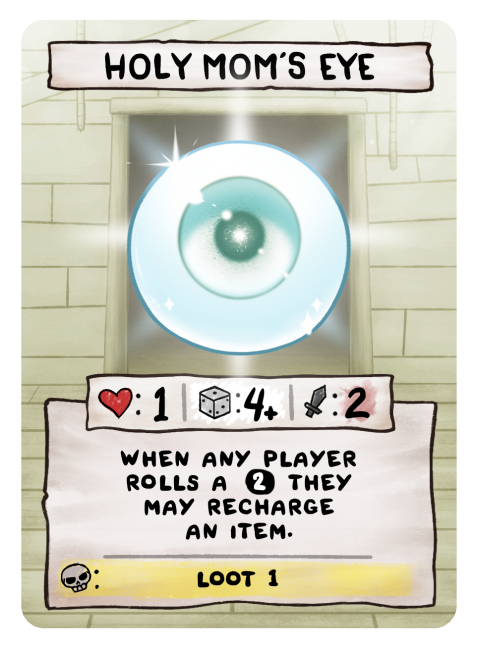 HOLY MOM'S EYE
: 1 | : 4+ | : 2
WHEN ANY PLAYER
ROLLS A 2 THEY
MAY RECHARGE
AN ITEM.
: LOOT 1